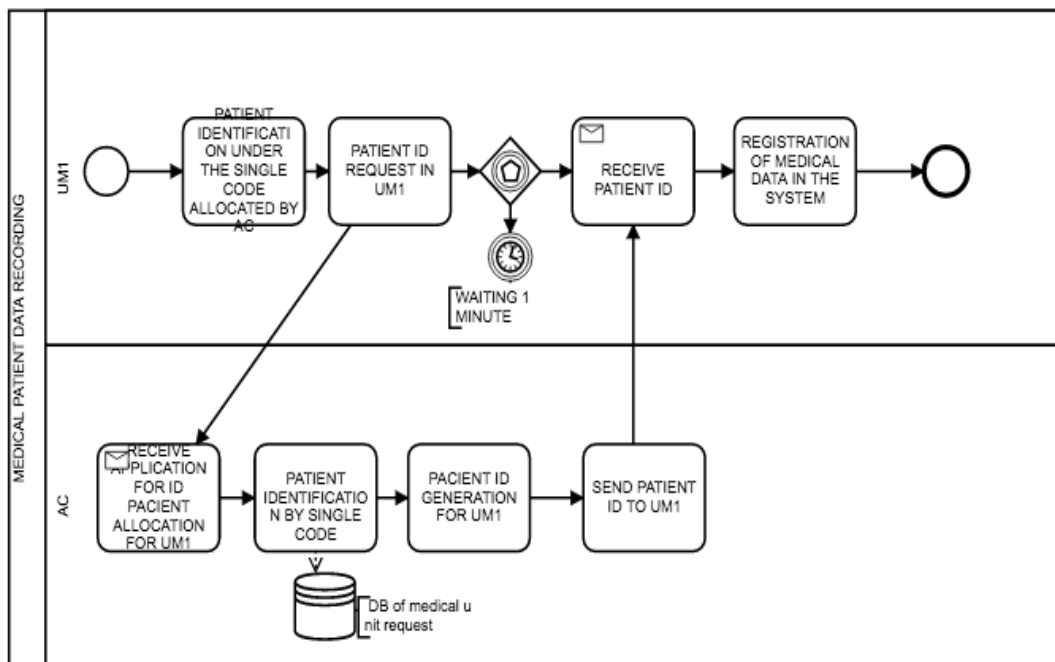 MEDICAL PATIENT DATA RECORDING
UM1
PATIENT
IDENTIFICATI
ON UNDER
THE SINGLE
CODE
ALLOCATED BY
AC
PATIENT ID
REQUEST IN
UM1
WAITING 1
MINUTE
RECEIVE
PATIENT ID
REGISTRATION
OF MEDICAL
DATA IN THE
SYSTEM
AC
RECEIVE
APPLICATION
FOR ID
PACIENT
ALLOCATION
FOR UM1
PATIENT
IDENTIFICATIO
N BY SINGLE
CODE
DB of medical u
nit request
PACIENT ID
GENERATION
FOR UM1
SEND PATIENT
ID TO UM1